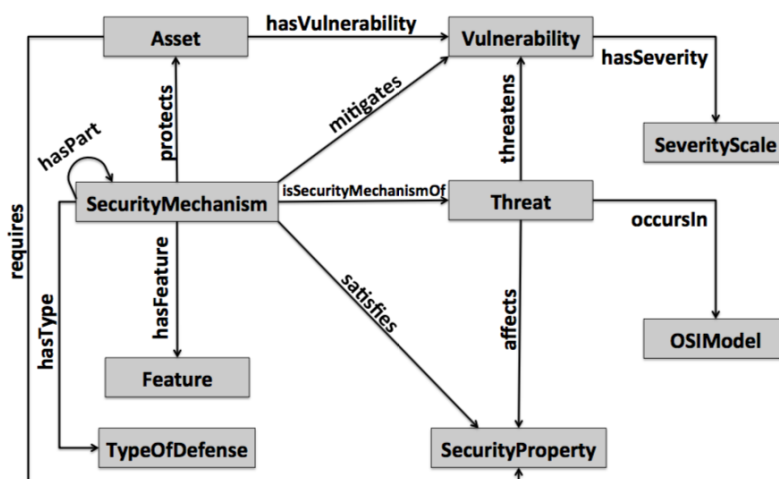 Asset
hasVulnerability
Vulnerability
hasSeverity
SeverityScale
hasPart
protects
mitigates
threatens
SecurityMechanism
isSecurityMechanismOf
Threat
occursIn
requires
hasType
hasFeature
satisfies
affects
OSIModel
Feature
TypeOfDefense
SecurityProperty